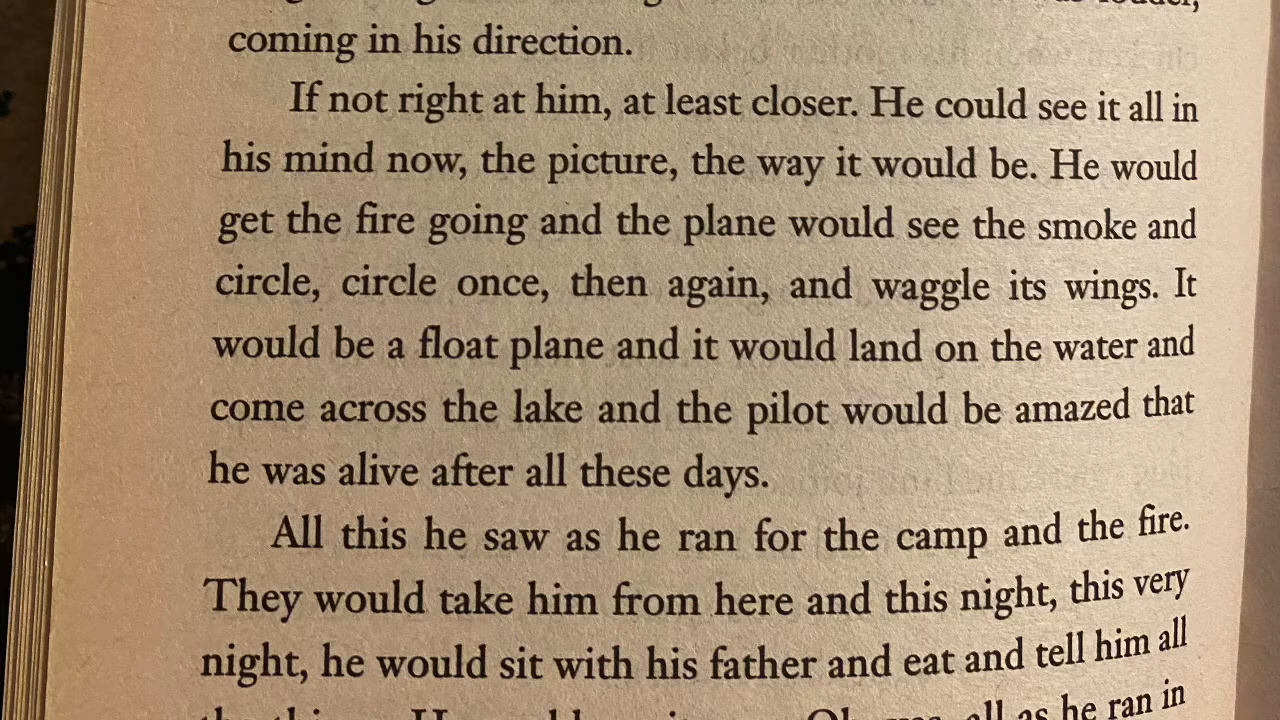 louder,
coming in his direction.
If not right at him, at least closer. He could see it all in
his mind now, the picture, the way it would be. He would
get the fire going and the plane would see the smoke and
circle, circle once, then again, and waggle its wings. It
would be a float plane and it would land on the water and
come across the lake and the pilot would be amazed that
he was alive after all these days.
All this he saw as he ran for the camp and the fire.
They would take him from here and this night, this very
night, he would sit with his father and eat and tell him all
all as he ran in